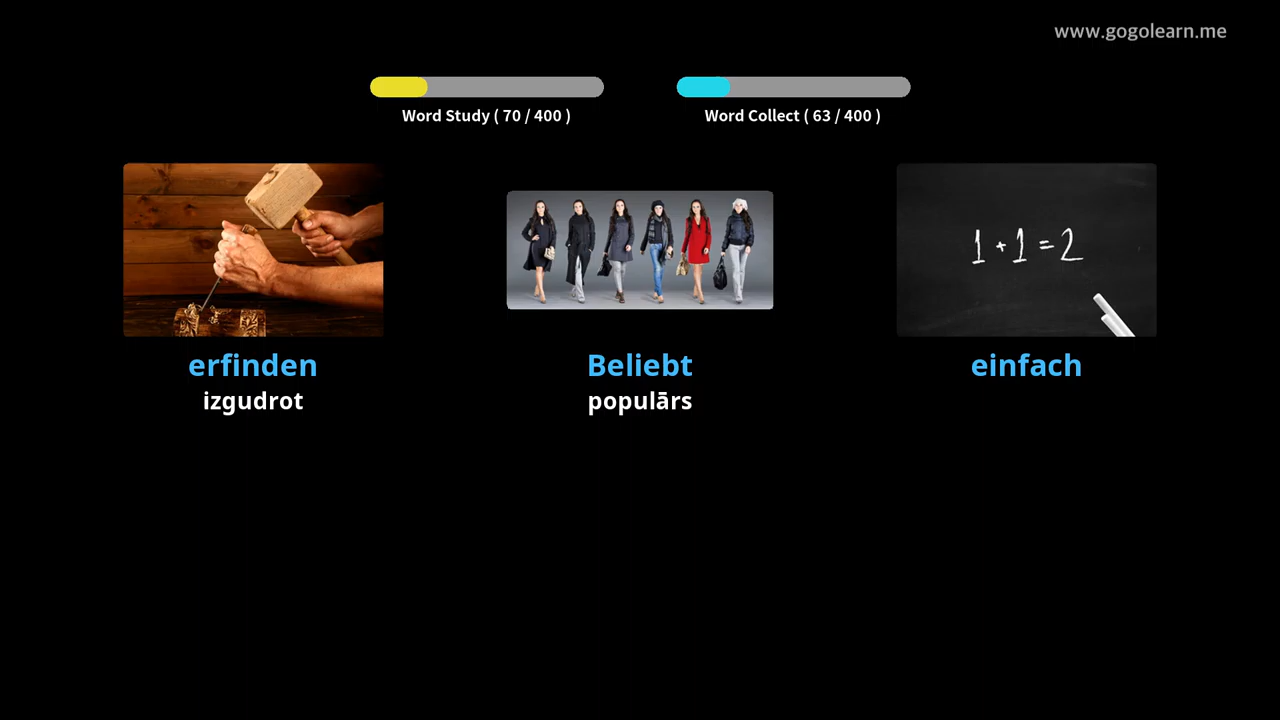 www.gogolearn.me
Word Study ( 70 / 400 )
Word Collect ( 63 / 400 )
1 + 1 = 2
erfinden
Beliebt
einfach
izgudrot
populārs